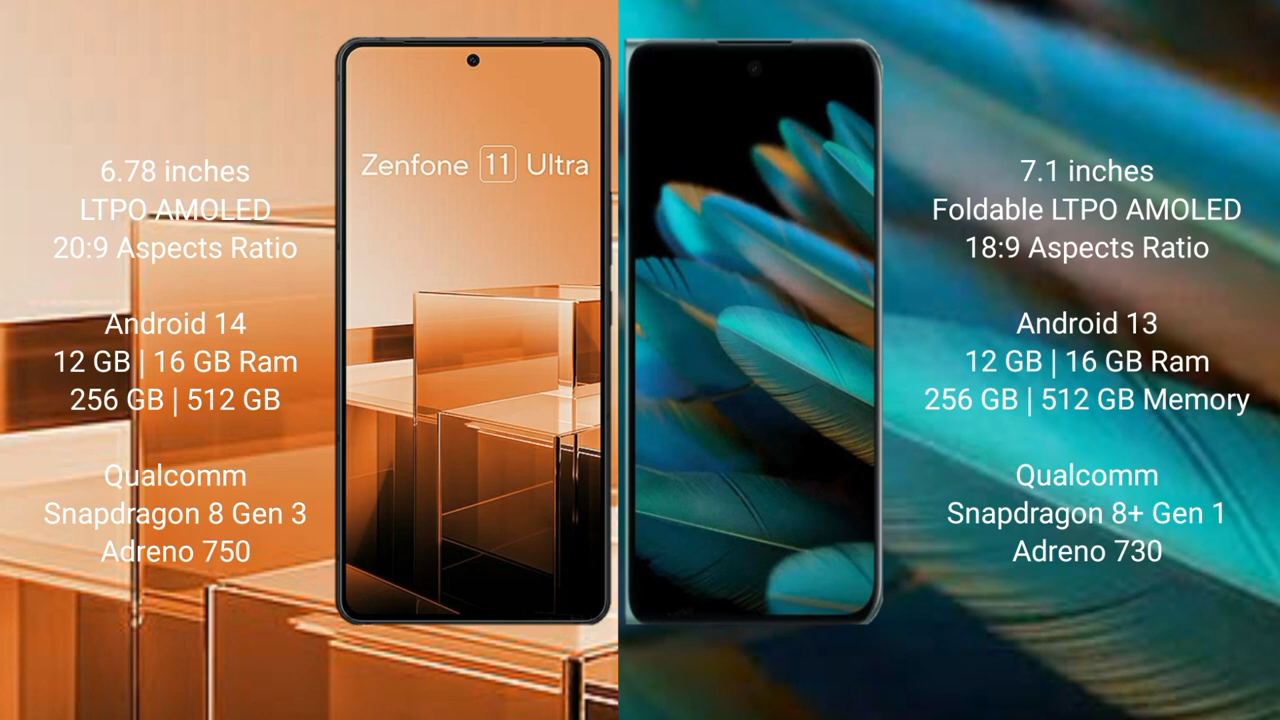 6.78 inches
LTPO AMOLED
20:9 Aspects Ratio
Android 14
12 GB | 16 GB Ram
256 GB | 512 GB
Qualcomm
Snapdragon 8 Gen 3
Adreno 750
Zenfone 11 Ultra
7.1 inches
Foldable LTPO AMOLED
18:9 Aspects Ratio
Android 13
12 GB | 16 GB Ram
256 GB | 512 GB Memory
Qualcomm
Snapdragon 8+ Gen 1
Adreno 730